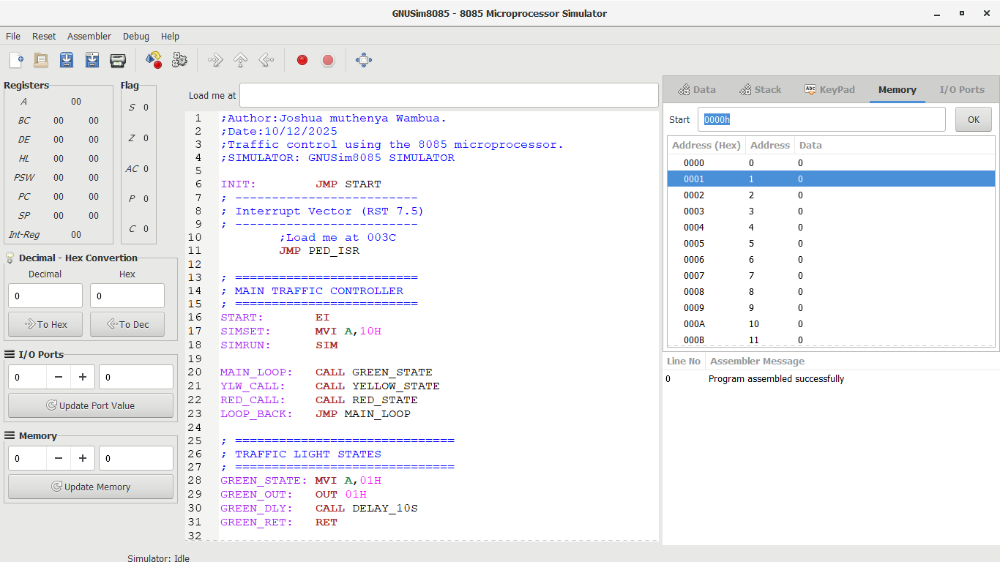 GNUSim8085 - 8085 Microprocessor Simulator
File Reset Assembler Debug Help
Registers
A 00
BC 00 00
DE 00 00
HL 00 00
PSW 00 00
PC 00 00
SP 00 00
Int-Reg 00
Flag
S 0
Z 0
AC 0
P 0
C 0
Decimal - Hex Convertion
Decimal Hex
0 0
To Hex To Dec
I/O Ports
0 0
Update Port Value
Memory
0 0
Update Memory
Load me at
1 ;Author:Joshua muthenya Wambua.
2 ;Date:10/12/2025
3 ;Traffic control using the 8085 microprocessor.
4 ;SIMULATOR: GNUSim8085 SIMULATOR
5
6 INIT: JMP START
7 ; -------------------------
8 ; Interrupt Vector (RST 7.5)
9 ; -------------------------
10 ;Load me at 003C
11 JMP PED_ISR
12
13 ; =========================
14 ; MAIN TRAFFIC CONTROLLER
15 ; =========================
16 START: EI
17 SIMSET: MVI A,10H
18 SIMRUN: SIM
19
20 MAIN_LOOP: CALL GREEN_STATE
21 YLW_CALL: CALL YELLOW_STATE
22 RED_CALL: CALL RED_STATE
23 LOOP_BACK: JMP MAIN_LOOP
24
25 ; ==============================
26 ; TRAFFIC LIGHT STATES
27 ; ==============================
28 GREEN_STATE: MVI A,01H
29 GREEN_OUT: OUT 01H
30 GREEN_DLY: CALL DELAY_10S
31 GREEN_RET: RET
32
Data Stack Abc KeyPad Memory I/O Ports
Start 0000h OK
Address (Hex) Address Data
0000 0 0
0001 1 0
0002 2 0
0003 3 0
0004 4 0
0005 5 0
0006 6 0
0007 7 0
0008 8 0
0009 9 0
000A 10 0
000B 11 0
Line No Assembler Message
0 Program assembled successfully
Simulator: Idle